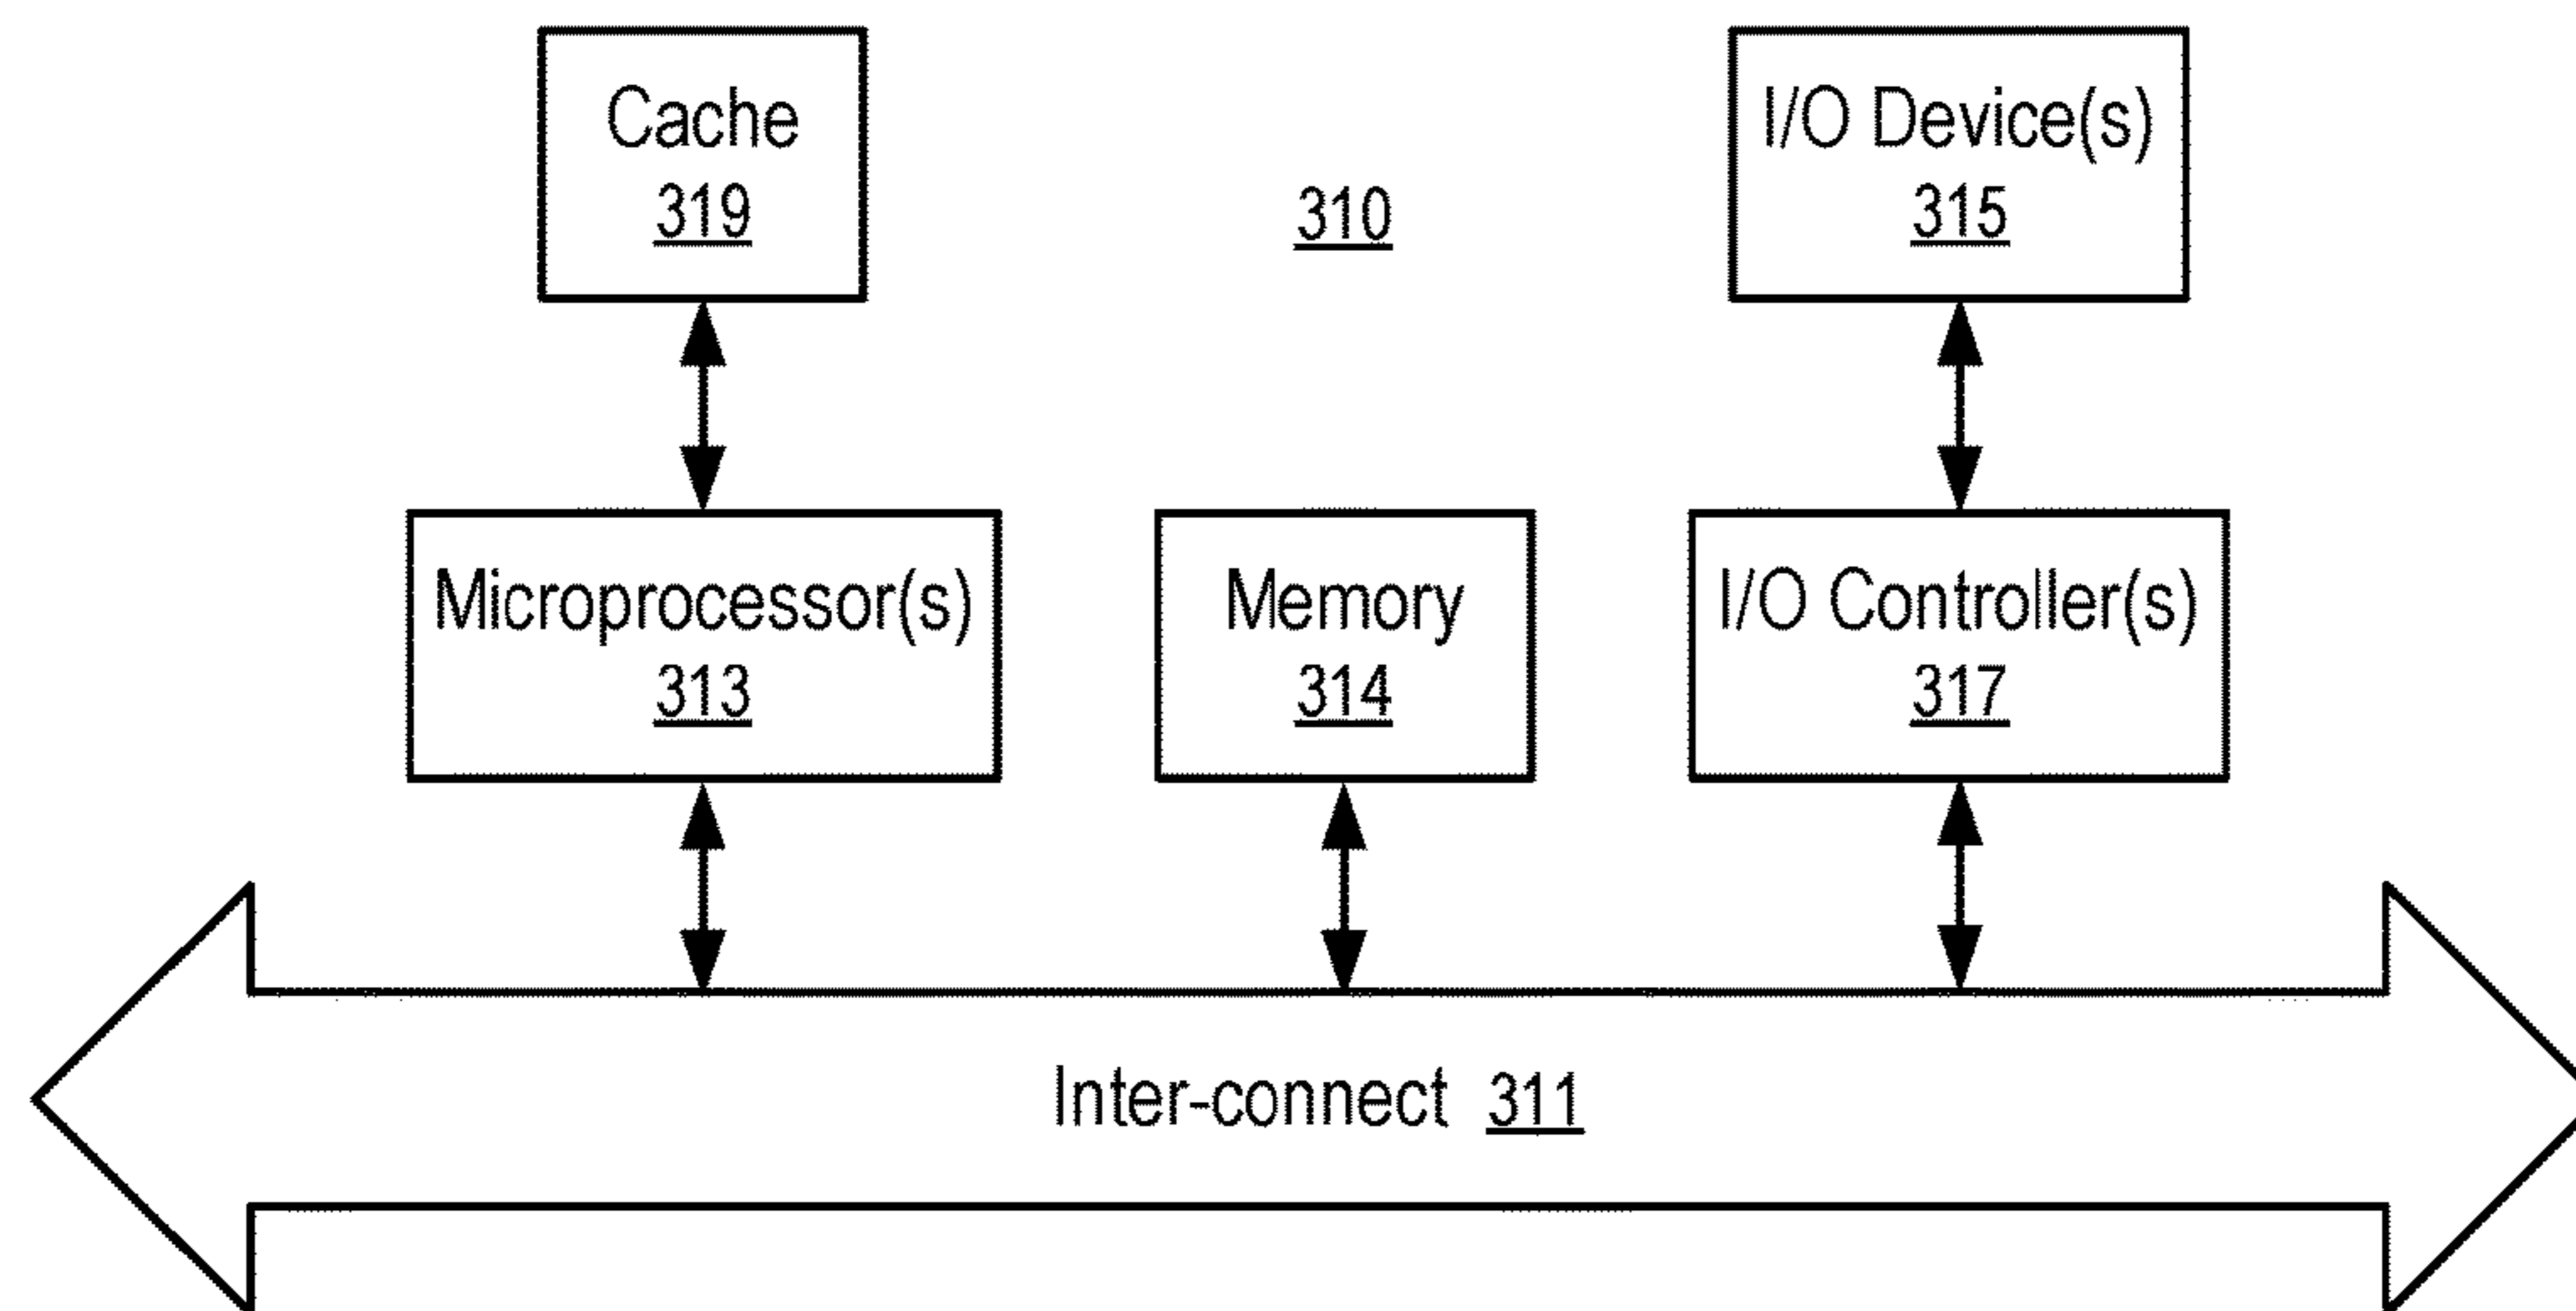 Cache
319
310
I/O Device(s)
315
Microprocessor(s)
313
Memory
314
I/O Controller(s)
317
Inter-connect 311